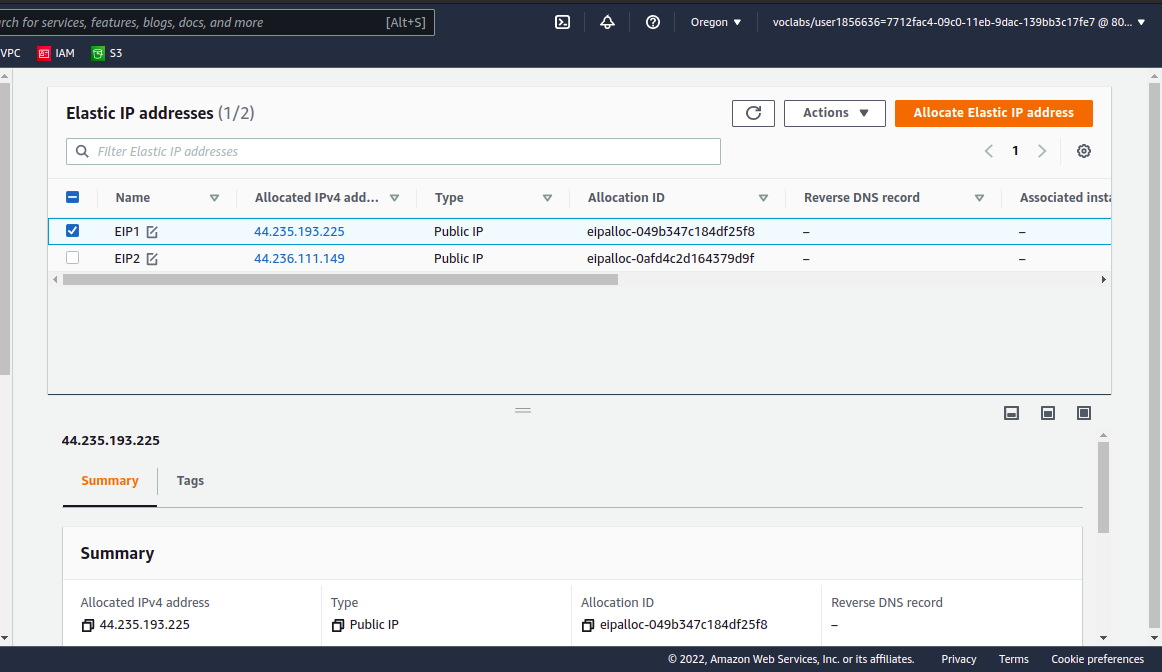 rch for services, features, blogs, docs, and more [Alt+S] Oregon ▼ voclabs/user1856636=7712fac4-09c0-11eb-9dac-139bb3c17fe7 @ 80... ▼
VPC IAM S3
Elastic IP addresses (1/2) Actions ▼ Allocate Elastic IP address
Filter Elastic IP addresses 1
Name Allocated IPv4 add... Type Allocation ID Reverse DNS record Associated insta
EIP1 44.235.193.225 Public IP eipalloc-049b347c184df25f8 – –
EIP2 44.236.111.149 Public IP eipalloc-0afd4c2d164379d9f – –
44.235.193.225
Summary Tags
Summary
Allocated IPv4 address Type Allocation ID Reverse DNS record
44.235.193.225 Public IP eipalloc-049b347c184df25f8 –
© 2022, Amazon Web Services, Inc. or its affiliates. Privacy Terms Cookie preferences